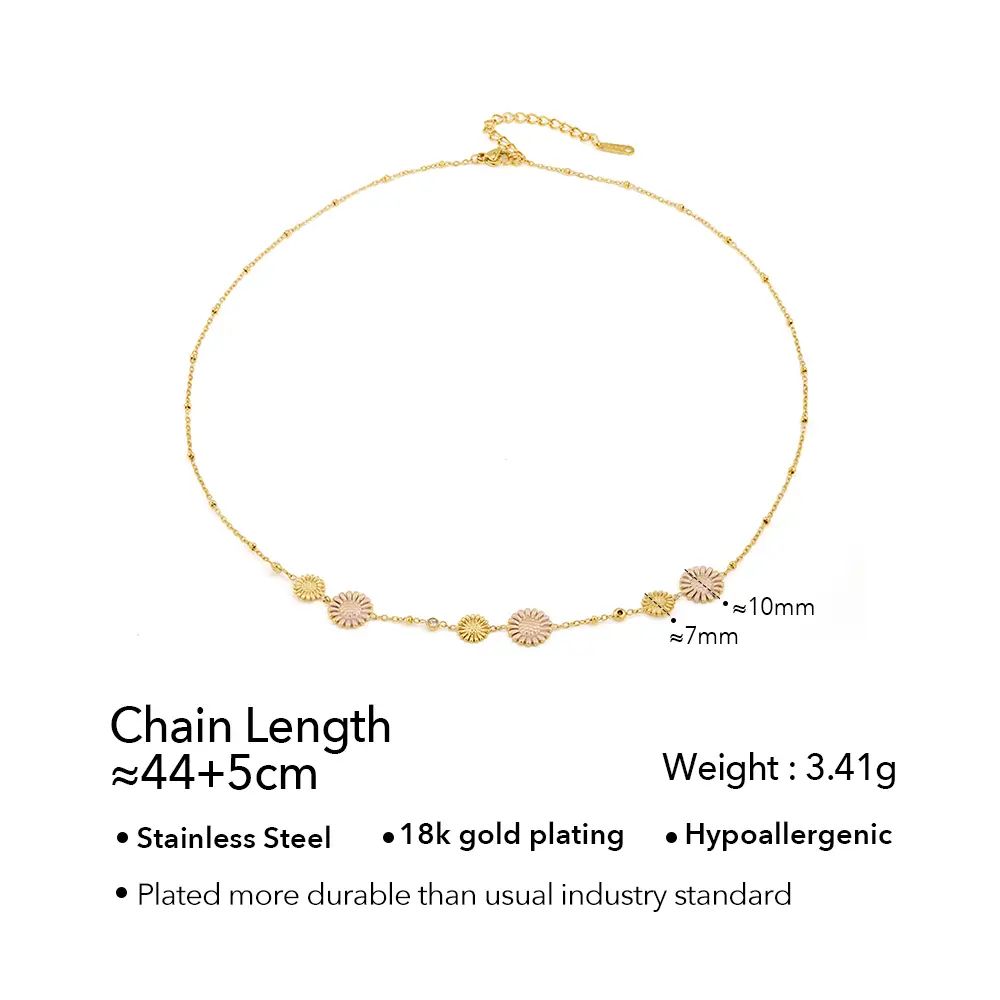 ≈10mm
≈7mm
Chain Length
≈44+5cm
Weight : 3.41g
• Stainless Steel
• 18k gold plating
• Hypoallergenic
• Plated more durable than usual industry standard